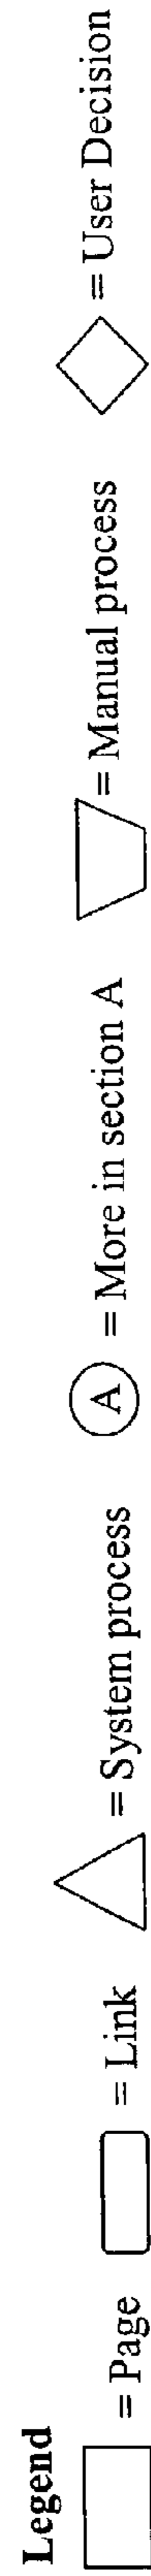 Legend
= Page
= Link
= System process
A = More in section A
= Manual process
= User Decision